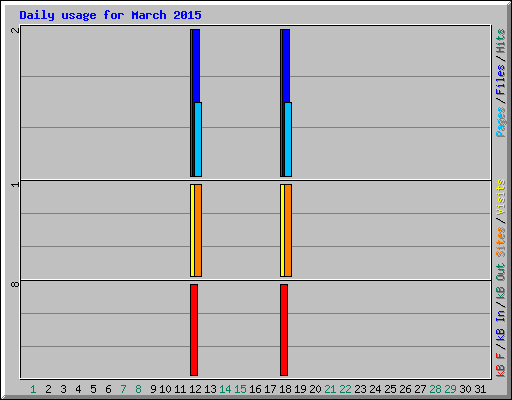 Daily usage for March 2015
2
1
8
Pages / Files / Hits
Sites / Visits
kB F / kB In / kB Out
1 2 3 4 5 6 7 8 9 10 11 12 13 14 15 16 17 18 19 20 21 22 23 24 25 26 27 28 29 30 31